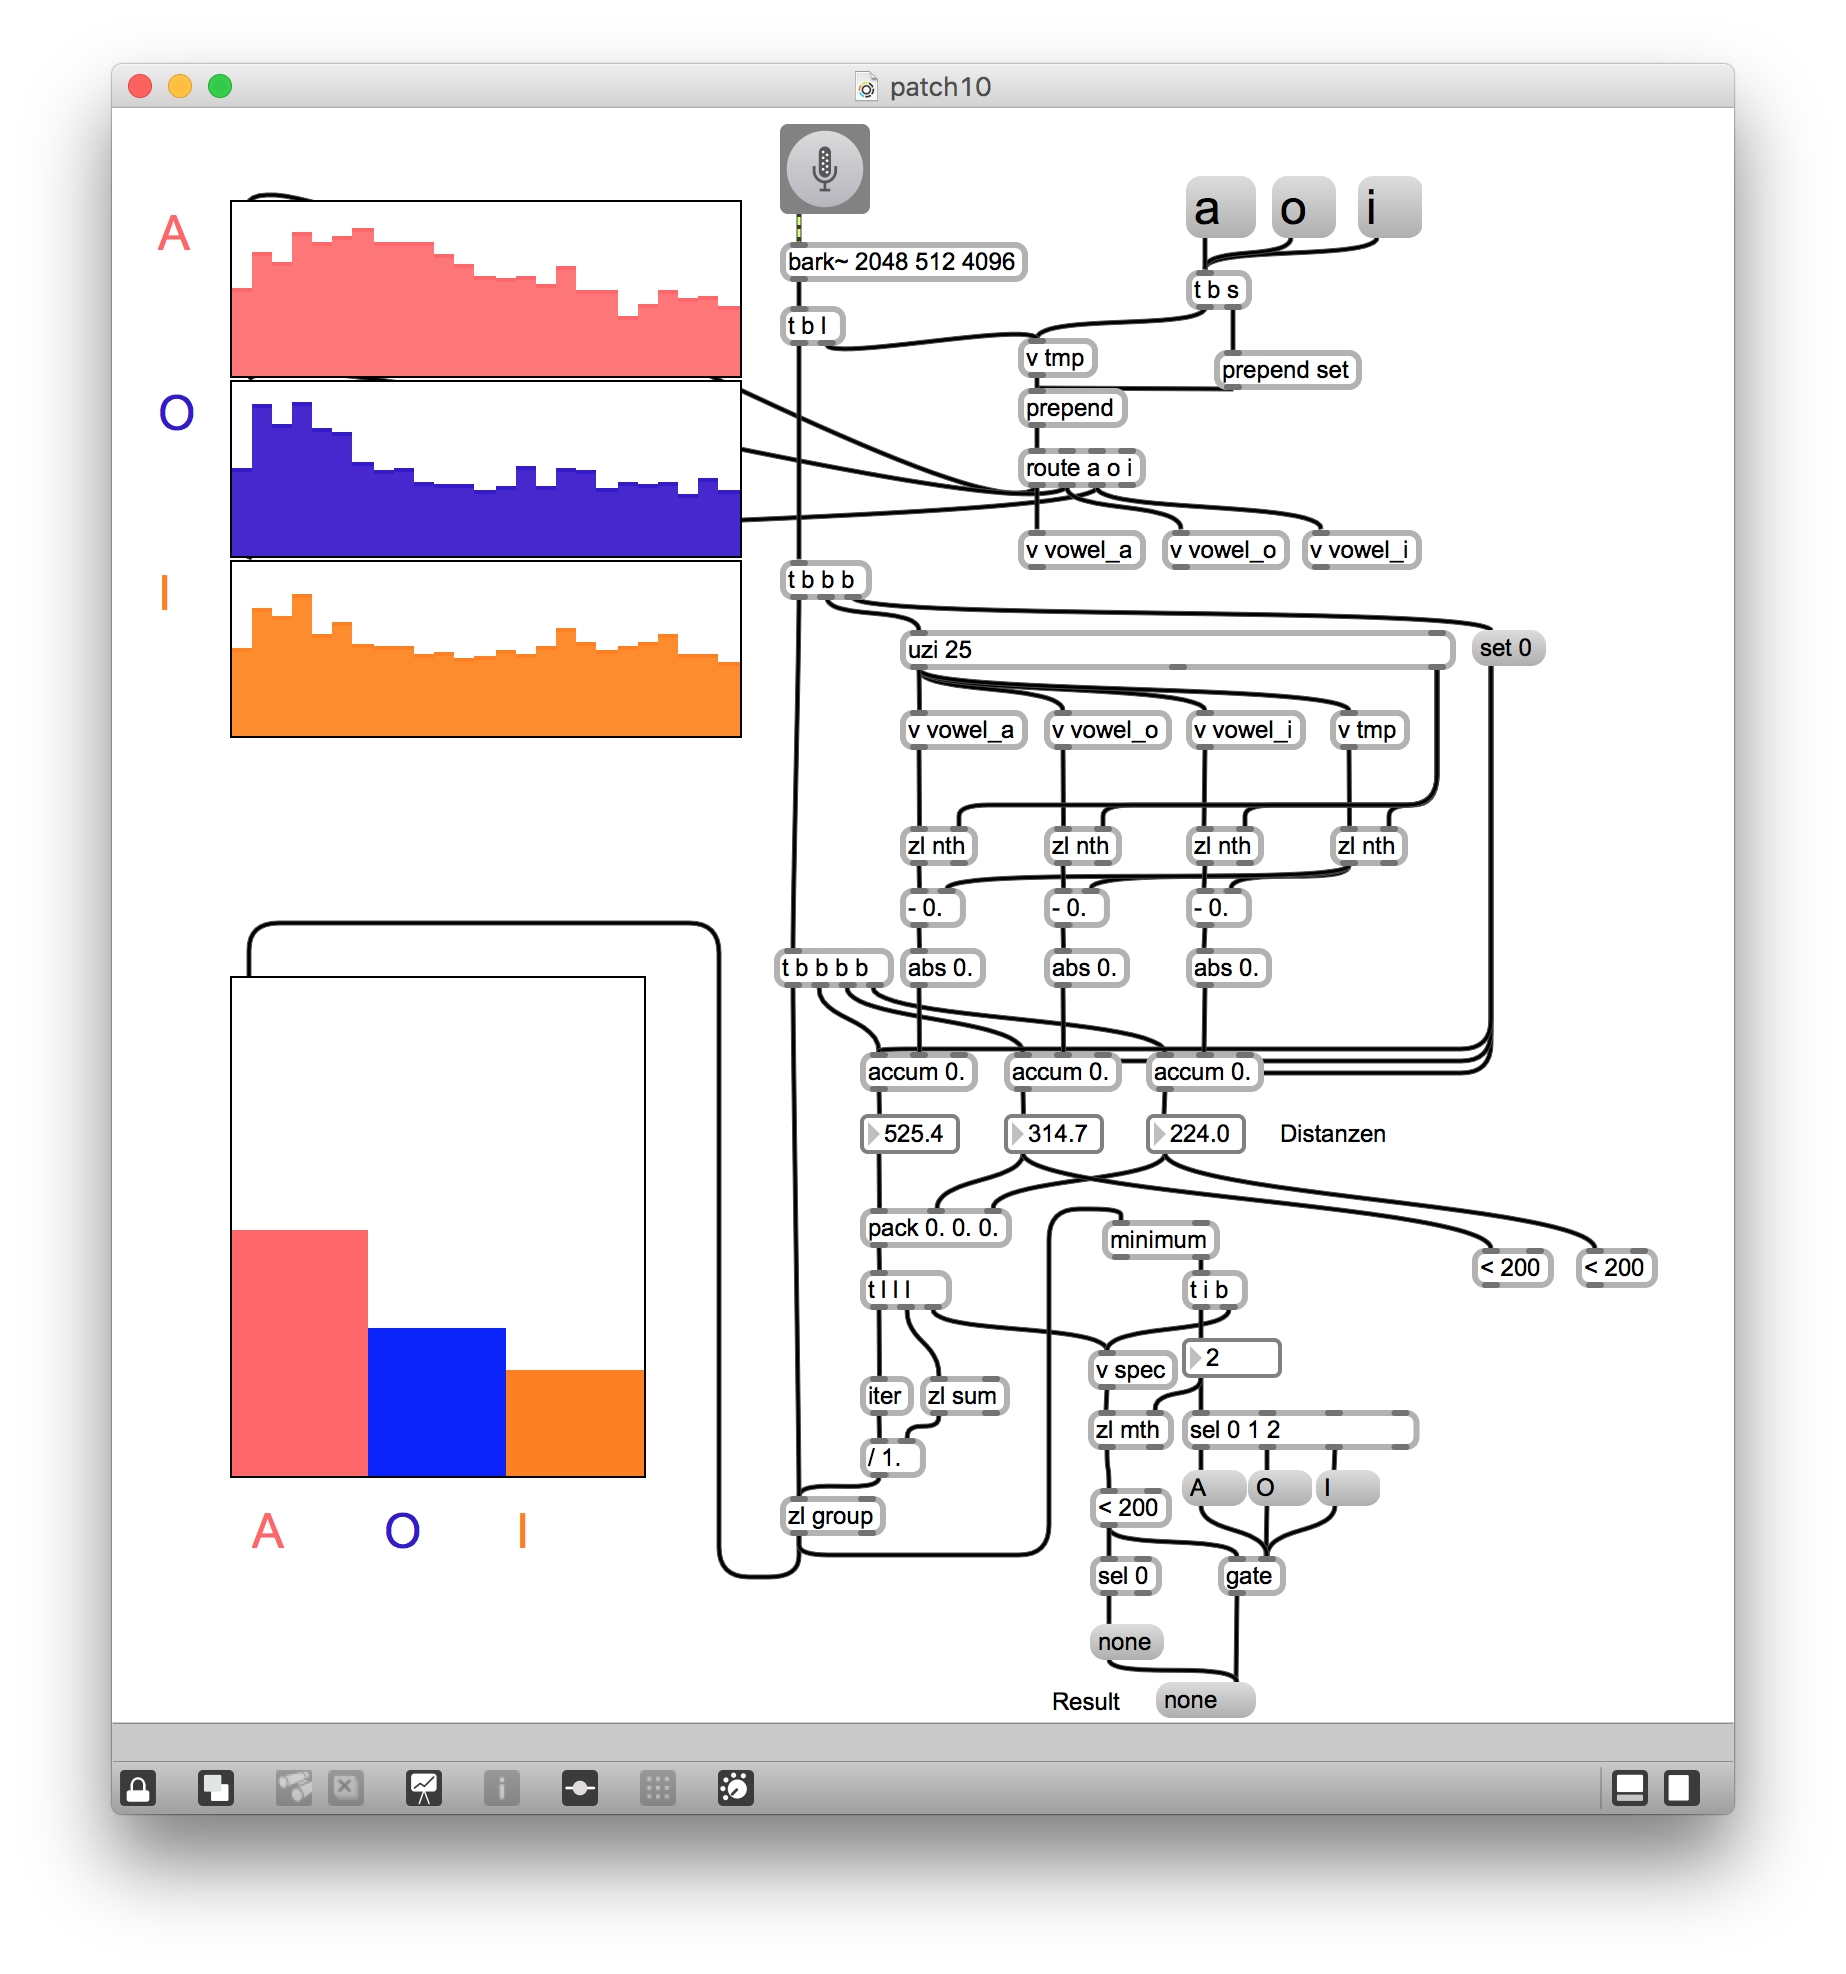 patch10
a o i
A
bark~ 2048 512 4096
t b s
t b l
v tmp
prepend set
O
prepend
route a o i
v vowel_a v vowel_o v vowel_i
I
t b b b
uzi 25
set 0
v vowel_a v vowel_o v vowel_i v tmp
zl nth zl nth zl nth zl nth
- 0. - 0. - 0.
t b b b b abs 0. abs 0. abs 0.
accum 0. accum 0. accum 0.
525.4 314.7 224.0 Distanzen
pack 0. 0. 0.
minimum
< 200 < 200
t l l l
t i b
2
v spec
iter zl sum
zl mth sel 0 1 2
/ 1.
A O I
< 200
zl group
A O I
sel 0 gate
none
Result none